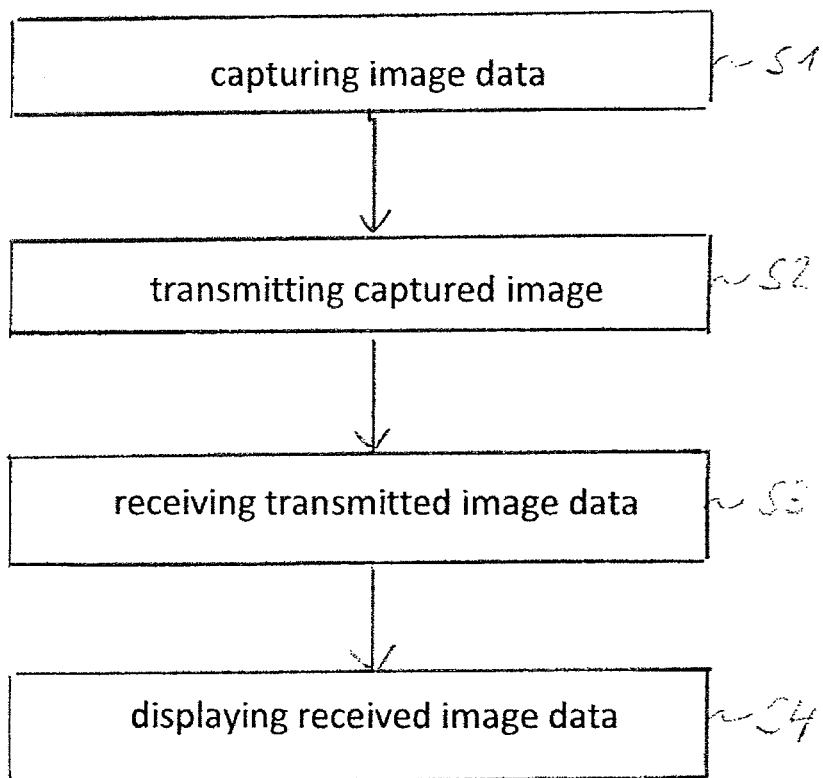 capturing image data
S1
transmitting captured image
S2
receiving transmitted image data
S3
displaying received image data
S4